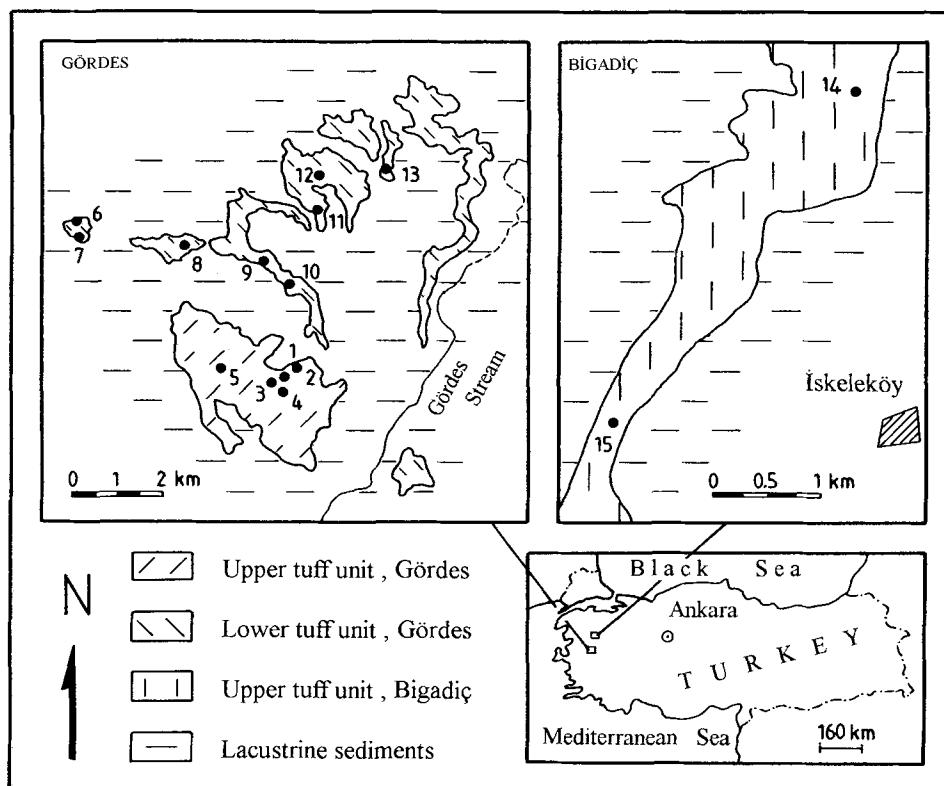 GÖRDES
12
13
11
6
7
8
9
10
1
5
3
2
4
Gördes
Stream
0 1 2 km
BİGADİÇ
14
İskeleköy
15
0 0.5 1 km
N
Upper tuff unit , Gördes
Lower tuff unit , Gördes
Upper tuff unit , Bigadiç
Lacustrine sediments
Black Sea
Ankara
TURKEY
Mediterranean Sea
160 km